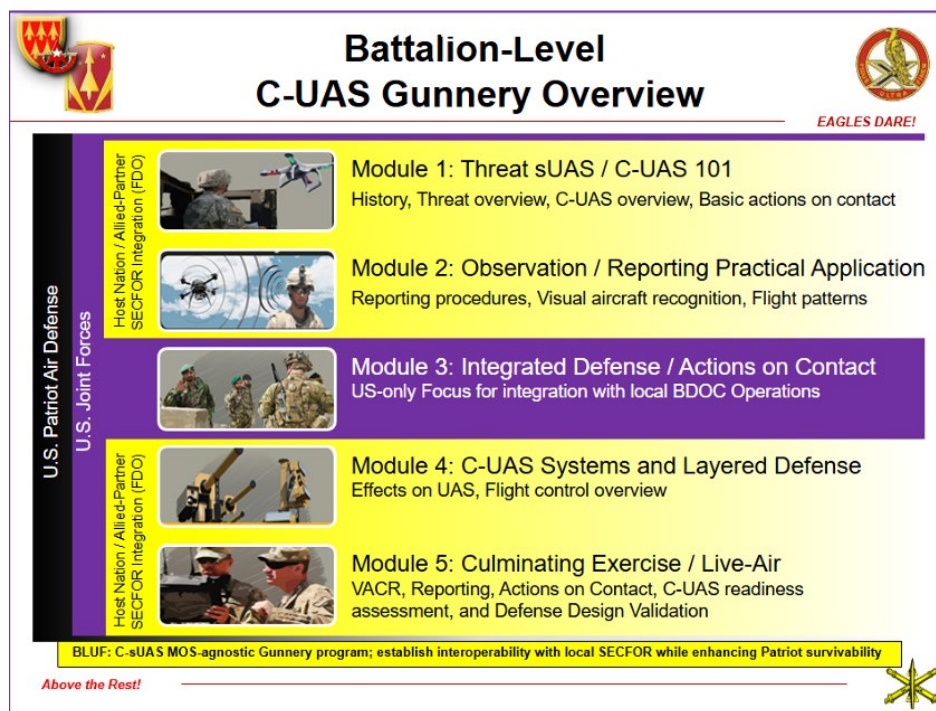 Battalion-Level
C-UAS Gunnery Overview
EAGLES DARE!
U.S. Patriot Air Defense
U.S. Joint Forces
Host Nation / Allied-Partner
SECFOR Integration (FDO)
Module 1: Threat sUAS / C-UAS 101
History, Threat overview, C-UAS overview, Basic actions on contact
Module 2: Observation / Reporting Practical Application
Reporting procedures, Visual aircraft recognition, Flight patterns
Module 3: Integrated Defense / Actions on Contact
US-only Focus for integration with local BDOC Operations
Host Nation / Allied-Partner
SECFOR Integration (FDO)
Module 4: C-UAS Systems and Layered Defense
Effects on UAS, Flight control overview
Module 5: Culminating Exercise / Live-Air
VACR, Reporting, Actions on Contact, C-UAS readiness
assessment, and Defense Design Validation
BLUF: C-sUAS MOS-agnostic Gunnery program; establish interoperability with local SECFOR while enhancing Patriot survivability
Above the Rest!